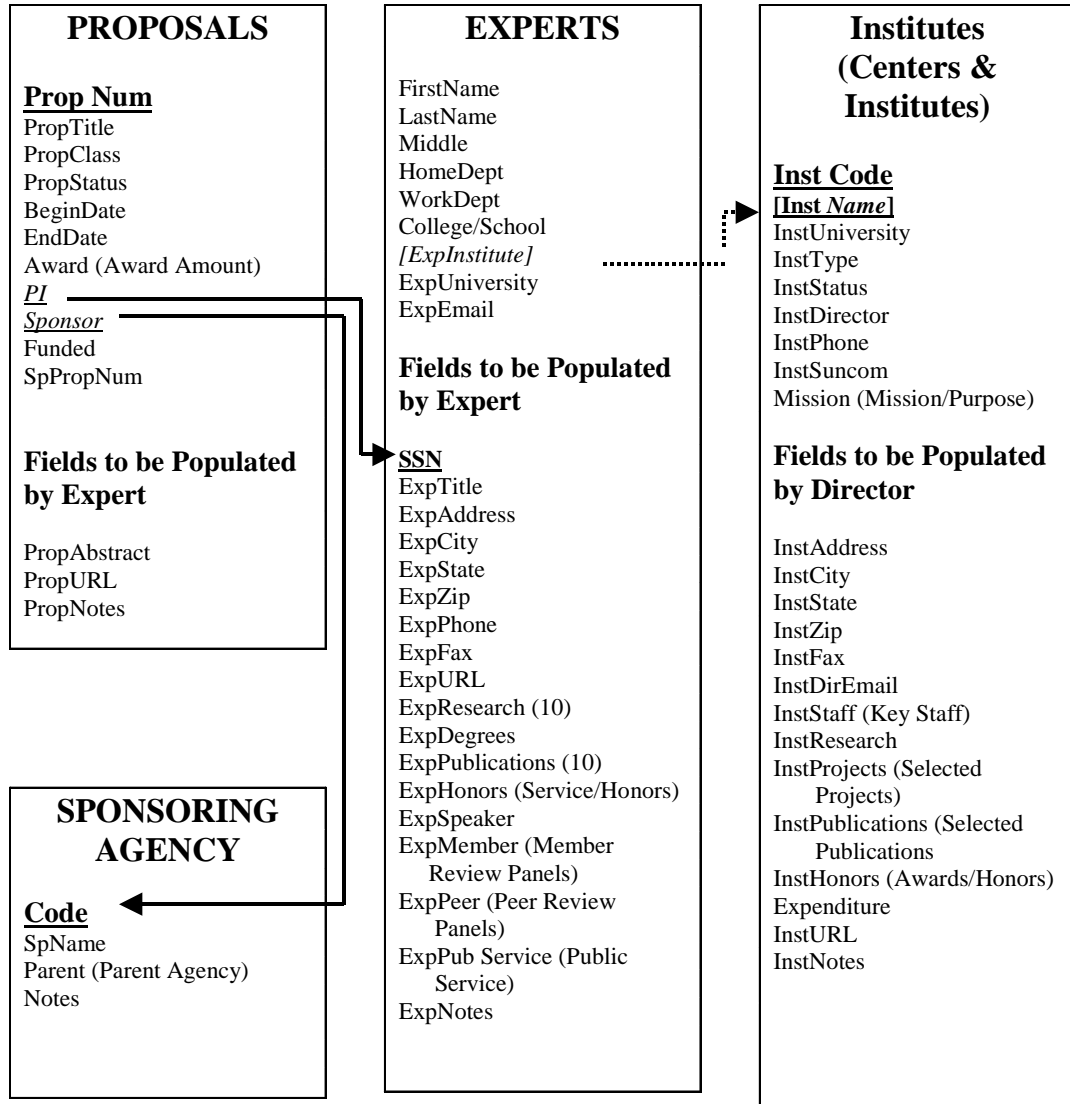 PROPOSALS
Prop Num
PropTitle
PropClass
PropStatus
BeginDate
EndDate
Award (Award Amount)
PI
Sponsor
Funded
SpPropNum
Fields to be Populated
by Expert
PropAbstract
PropURL
PropNotes
SPONSORING
AGENCY
Code
SpName
Parent (Parent Agency)
Notes
EXPERTS
FirstName
LastName
Middle
HomeDept
WorkDept
College/School
[ExpInstitute]
ExpUniversity
ExpEmail
Fields to be Populated
by Expert
SSN
ExpTitle
ExpAddress
ExpCity
ExpState
ExpZip
ExpPhone
ExpFax
ExpURL
ExpResearch (10)
ExpDegrees
ExpPublications (10)
ExpHonors (Service/Honors)
ExpSpeaker
ExpMember (Member
Review Panels)
ExpPeer (Peer Review
Panels)
ExpPub Service (Public
Service)
ExpNotes
Institutes
(Centers &
Institutes)
Inst Code
[Inst Name]
InstUniversity
InstType
InstStatus
InstDirector
InstPhone
InstSuncom
Mission (Mission/Purpose)
Fields to be Populated
by Director
InstAddress
InstCity
InstState
InstZip
InstFax
InstDirEmail
InstStaff (Key Staff)
InstResearch
InstProjects (Selected
Projects)
InstPublications (Selected
Publications
InstHonors (Awards/Honors)
Expenditure
InstURL
InstNotes